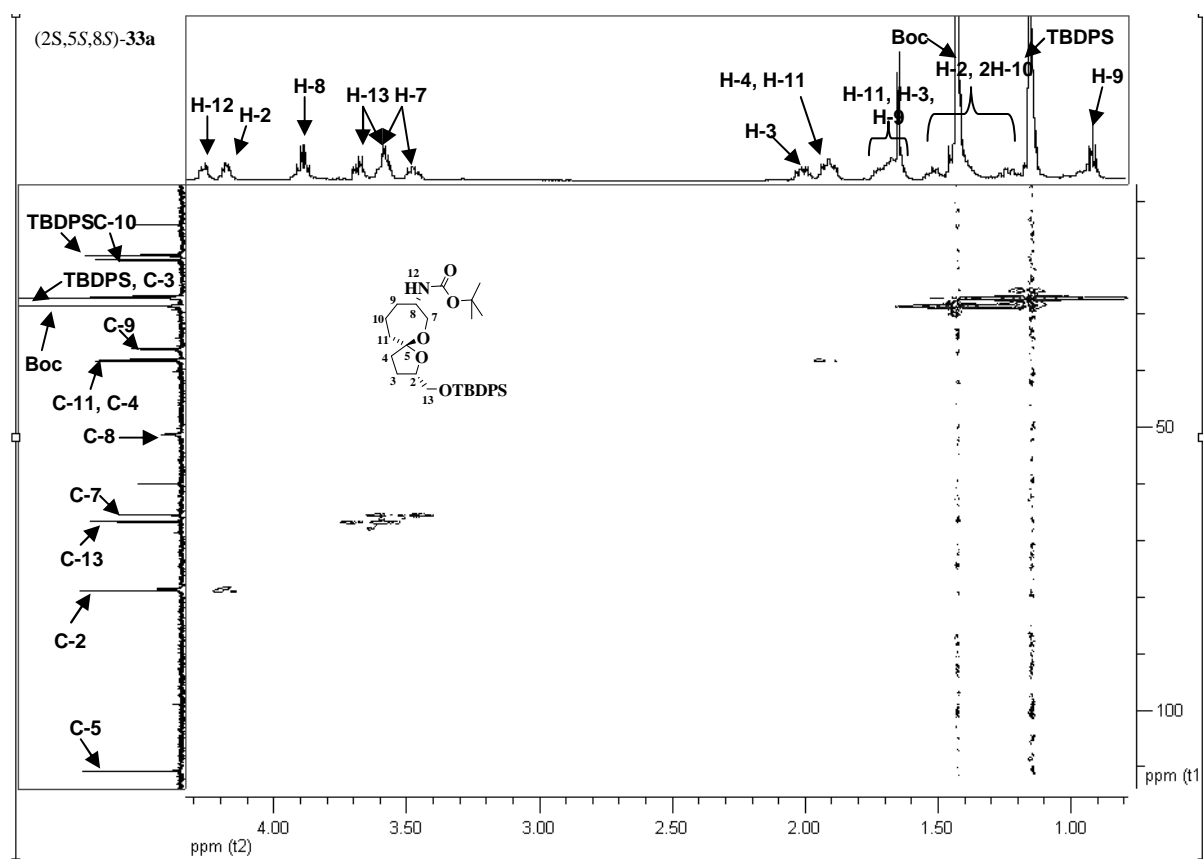 (2S,5S,8S)-33a
H-12
H-2
H-8
H-13
H-7
H-3
H-4, H-11
H-11, H-3,
H-9
Boc
H-2, 2H-10
TBDPS
H-9
TBDPS
C-10
TBDPS, C-3
C-9
Boc
C-11, C-4
C-8
C-7
C-13
C-2
C-5
12
HN
O
O
9
8
7
10
11
O
4
5
O
3
2
13
OTBDPS
50
100
ppm (t1
4.00
3.50
3.00
2.50
2.00
1.50
1.00
ppm (t2)